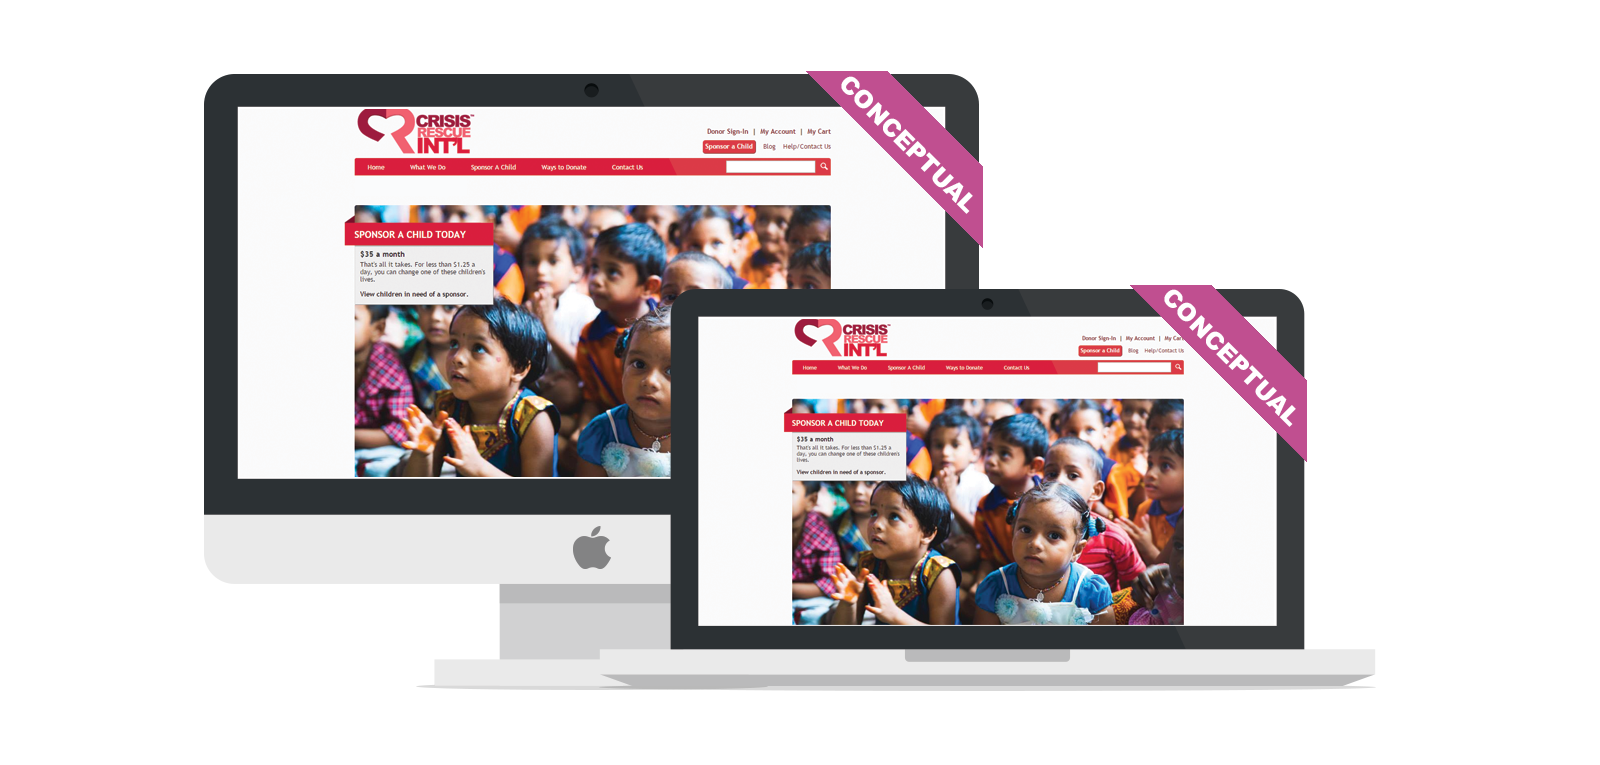 CONCEPTUAL
CRISIS™
RESCUE
INT'L
Donor Sign-In | My Account | My Cart
Sponsor a Child Blog Help/Contact Us
Home What We Do Sponsor A Child Ways to Donate Contact Us
SPONSOR A CHILD TODAY
$35 a month
That's all it takes. For less than $1.25 a
day, you can change one of these children's
lives.
View children in need of a sponsor.
CONCEPTUAL
CRISIS™
RESCUE
INT'L
Donor Sign-In | My Account | My Cart
Sponsor a Child Blog Help/Contact Us
Home What We Do Sponsor A Child Ways to Donate Contact Us
SPONSOR A CHILD TODAY
$35 a month
That's all it takes. For less than $1.25 a
day, you can change one of these children's
lives.
View children in need of a sponsor.